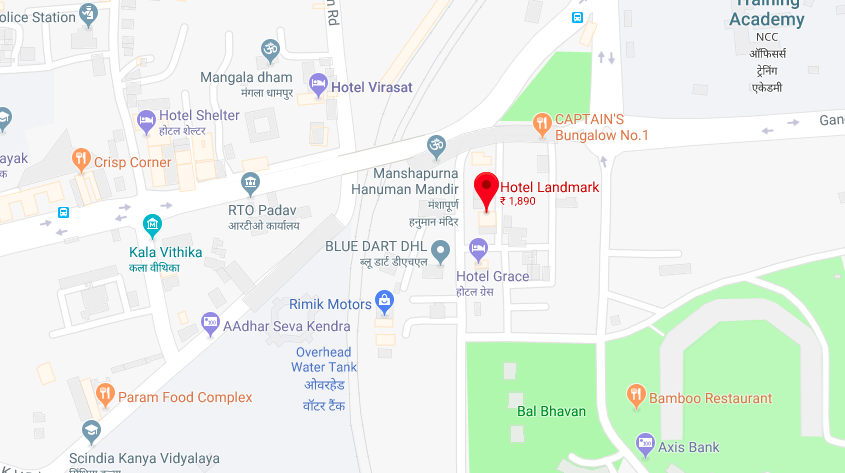 Training
Academy
NCC
ऑफिसर्स
ट्रेनिंग
एकेडमी
olice Station
n Rd
Mangala dham
मंगला धामपुर
Hotel Virasat
Hotel Shelter
होटल शेल्टर
CAPTAIN'S
Bungalow No.1
Gan
ayak
क
Crisp Corner
Manshapurna
Hanuman Mandir
मंशापूर्ण
हनुमान मंदिर
Hotel Landmark
₹ 1,890
RTO Padav
आरटीओ कार्यालय
Kala Vithika
कला वीथिका
BLUE DART DHL
ब्लू डार्ट डीएचएल
Hotel Grace
होटल ग्रेस
Rimik Motors
AAdhar Seva Kendra
Overhead
Water Tank
ओवरहेड
वॉटर टैंक
Param Food Complex
Bamboo Restaurant
Bal Bhavan
Axis Bank
Scindia Kanya Vidyalaya